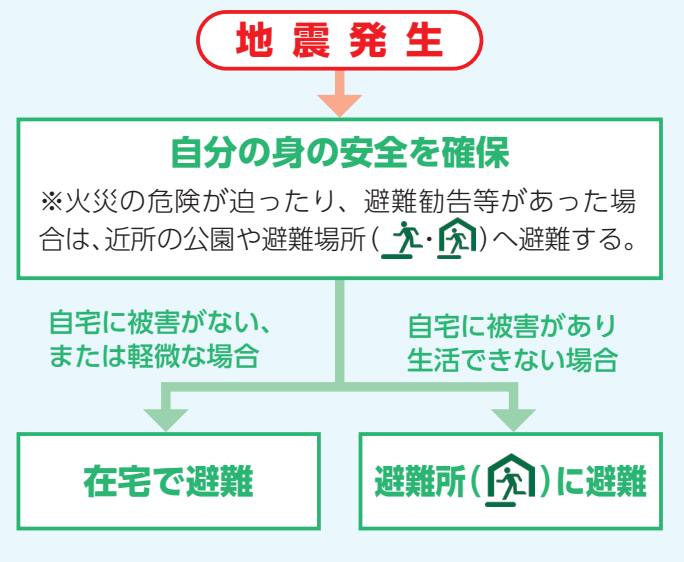 地震発生
自分の身の安全を確保
※火災の危険が迫ったり、避難勧告等があった場
合は、近所の公園や避難場所(・)へ避難する。
自宅に被害がない、
または軽微な場合
自宅に被害があり
生活できない場合
在宅で避難
避難所()に避難